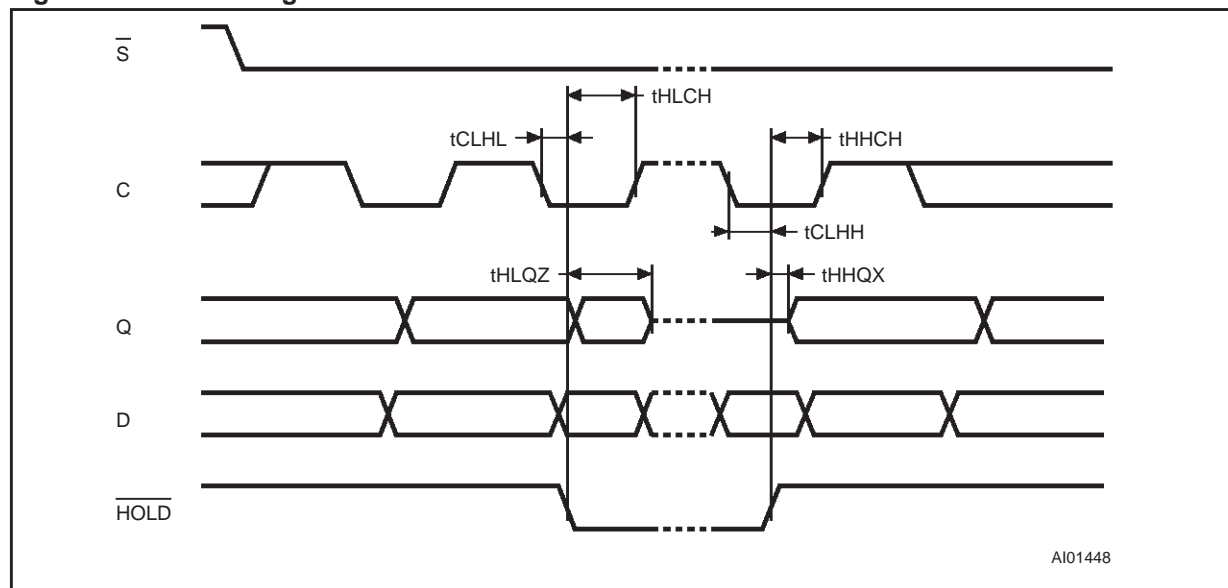 S
tHLCH
tCLHL
tHHCH
C
tCLHH
tHLQZ
tHHQX
Q
D
HOLD
AI01448